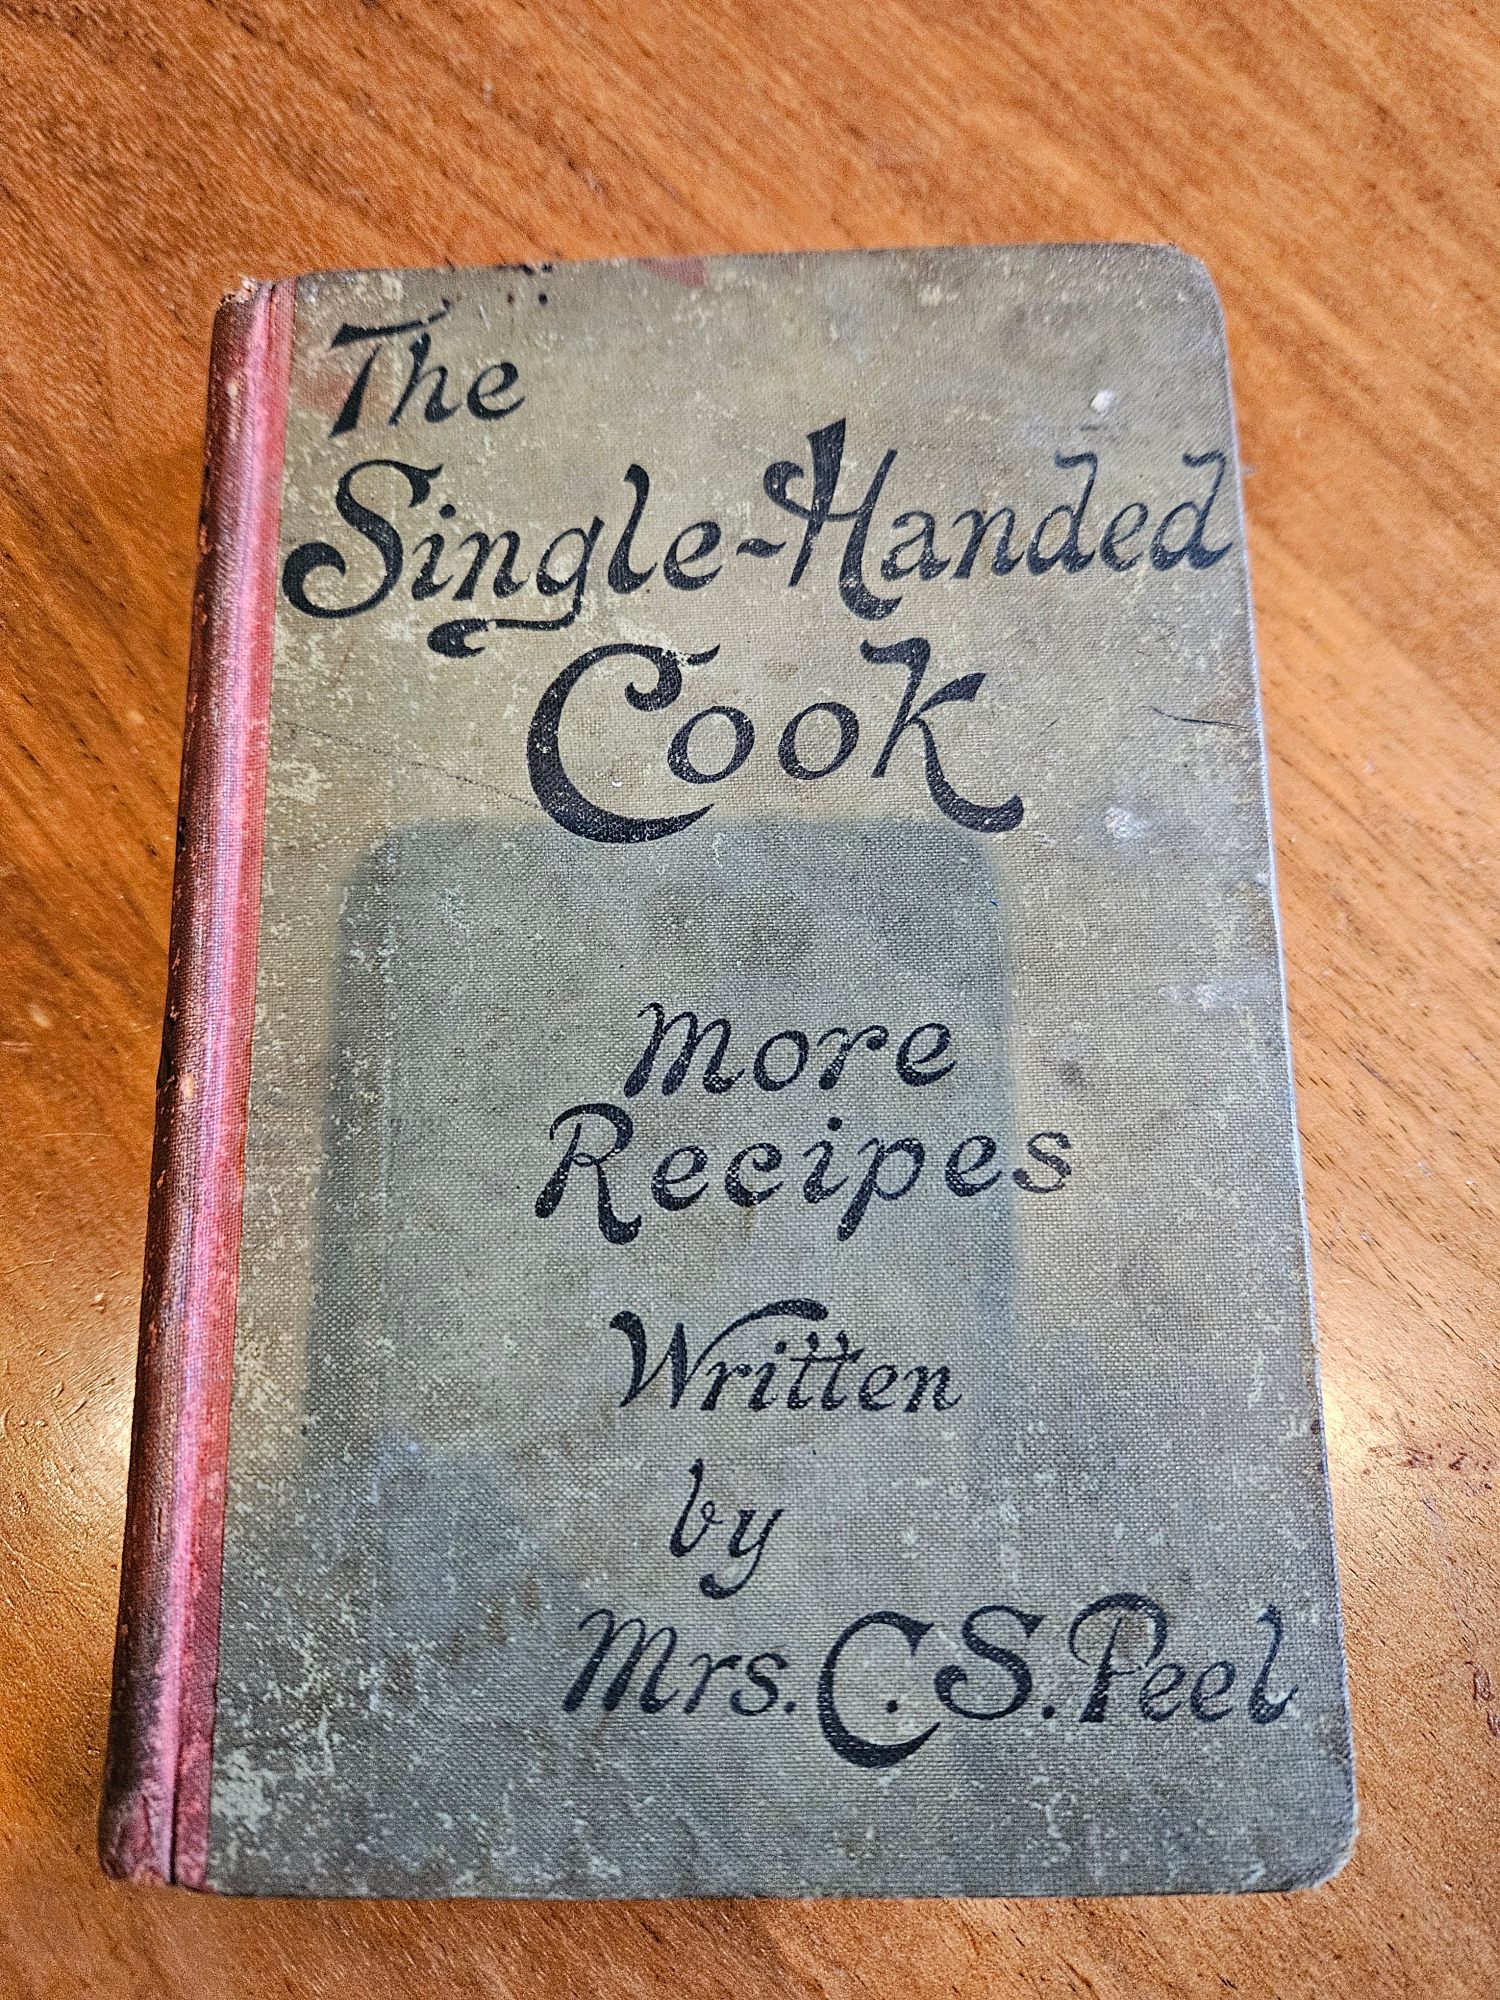 The
Single-Handed
Cook
More
Recipes
Written
by
Mrs. C. S. Peel